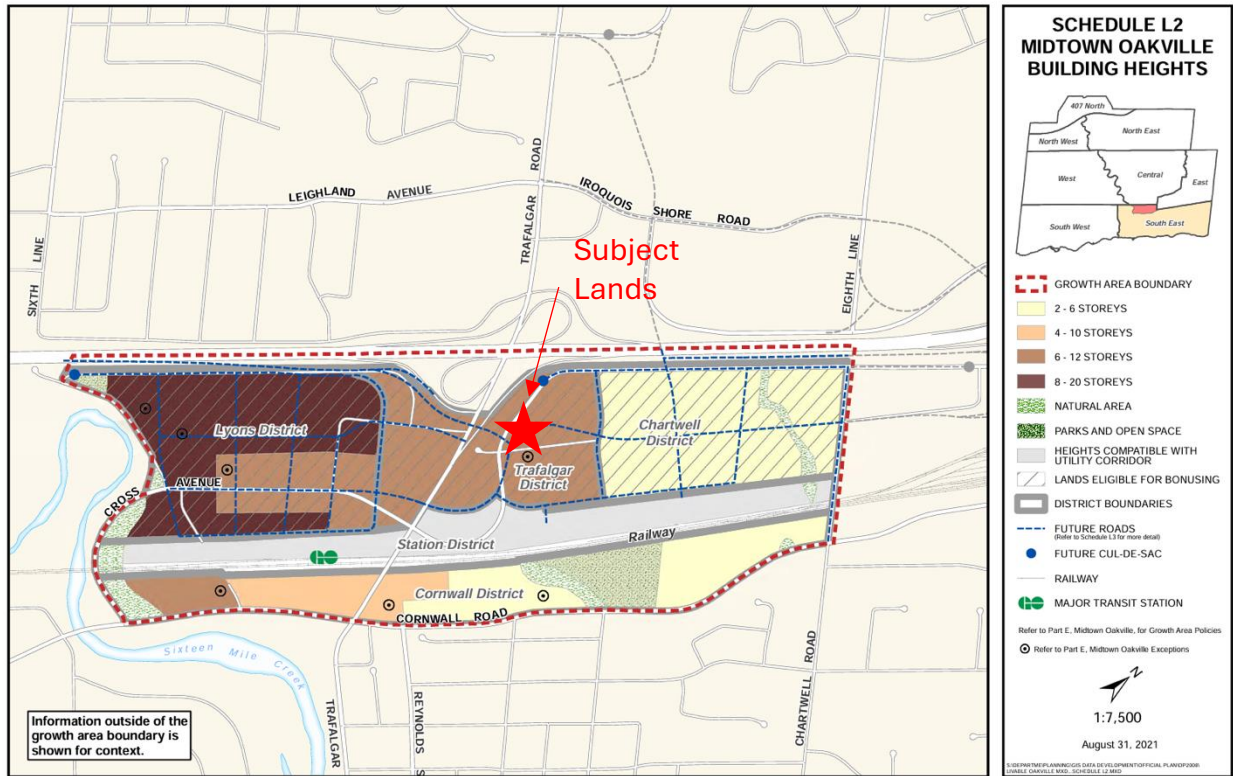 SCHEDULE L2
MIDTOWN OAKVILLE
BUILDING HEIGHTS
407 North
North East
North West
West
Central
East
South West
South East
GROWTH AREA BOUNDARY
2 - 6 STOREYS
4 - 10 STOREYS
6 - 12 STOREYS
8 - 20 STOREYS
NATURAL AREA
PARKS AND OPEN SPACE
HEIGHTS COMPATIBLE WITH
UTILITY CORRIDOR
LANDS ELIGIBLE FOR BONUSING
DISTRICT BOUNDARIES
FUTURE ROADS
(Refer to Schedule L3 for more detail)
FUTURE CUL-DE-SAC
RAILWAY
GO
MAJOR TRANSIT STATION
Refer to Part E, Midtown Oakville, for Growth Area Policies
Refer to Part E, Midtown Oakville Exceptions
N
1:7,500
August 31, 2021
LEIGHLAND AVENUE
IROQUOIS SHORE ROAD
TRAFALGAR ROAD
SIXTH LINE
EIGHTH LINE
Subject
Lands
Lyons District
Chartwell
District
Trafalgar
District
CROSS AVENUE
Station District
Railway
GO
Cornwall District
CORNWALL ROAD
Sixteen Mile Creek
TRAFALGAR
REYNOLDS S
CHARTWELL ROAD
Information outside of the
growth area boundary is
shown for context.